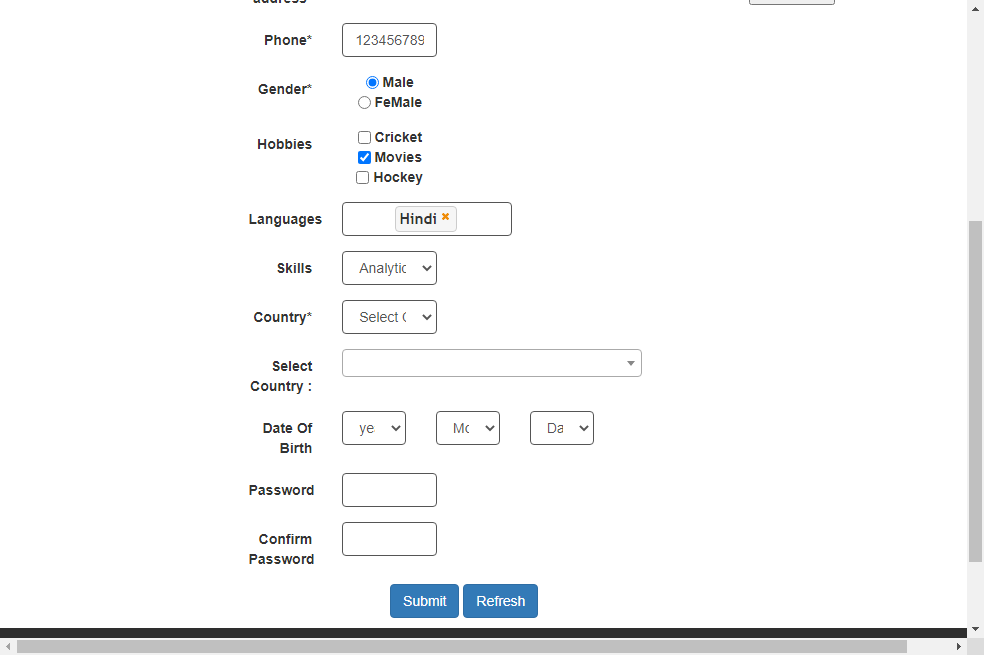 Phone*
123456789
Gender*
Male
FeMale
Hobbies
Cricket
Movies
Hockey
Languages
Hindi
Skills
Analytic
Country*
Select
Select
Country :
Date Of
Birth
ye
Mo
Da
Password
Confirm
Password
Submit
Refresh